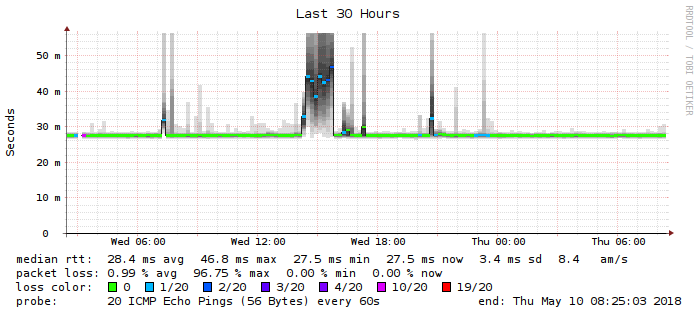 Last 30 Hours
RRDTOOL / TOBI OETIKER
Seconds
50 m
40 m
30 m
20 m
10 m
0
Wed 06:00 Wed 12:00 Wed 18:00 Thu 00:00 Thu 06:00
median rtt: 28.4 ms avg 46.8 ms max 27.5 ms min 27.5 ms now 3.4 ms sd 8.4 am/s
packet loss: 0.99 % avg 96.75 % max 0.00 % min 0.00 % now
loss color: 0 1/20 2/20 3/20 4/20 10/20 19/20
probe: 20 ICMP Echo Pings (56 Bytes) every 60s end: Thu May 10 08:25:03 2018